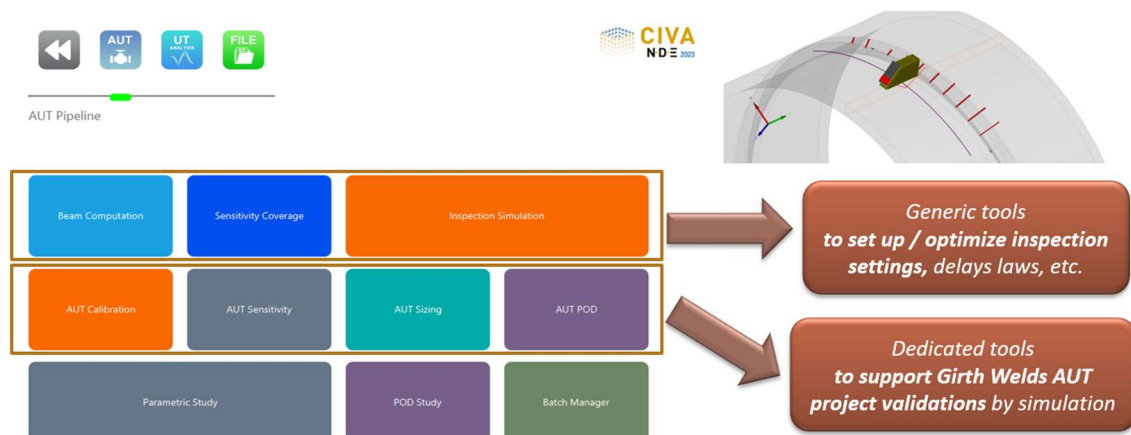 AUT
UT
ANALYSIS
FILE
CIVA
NDE 2023
AUT Pipeline
Beam Computation
Sensitivity Coverage
Inspection Simulation
Generic tools
to set up / optimize inspection
settings, delays laws, etc.
AUT Calibration
AUT Sensitivity
AUT Sizing
AUT POD
Dedicated tools
to support Girth Welds AUT
project validations by simulation
Parametric Study
POD Study
Batch Manager